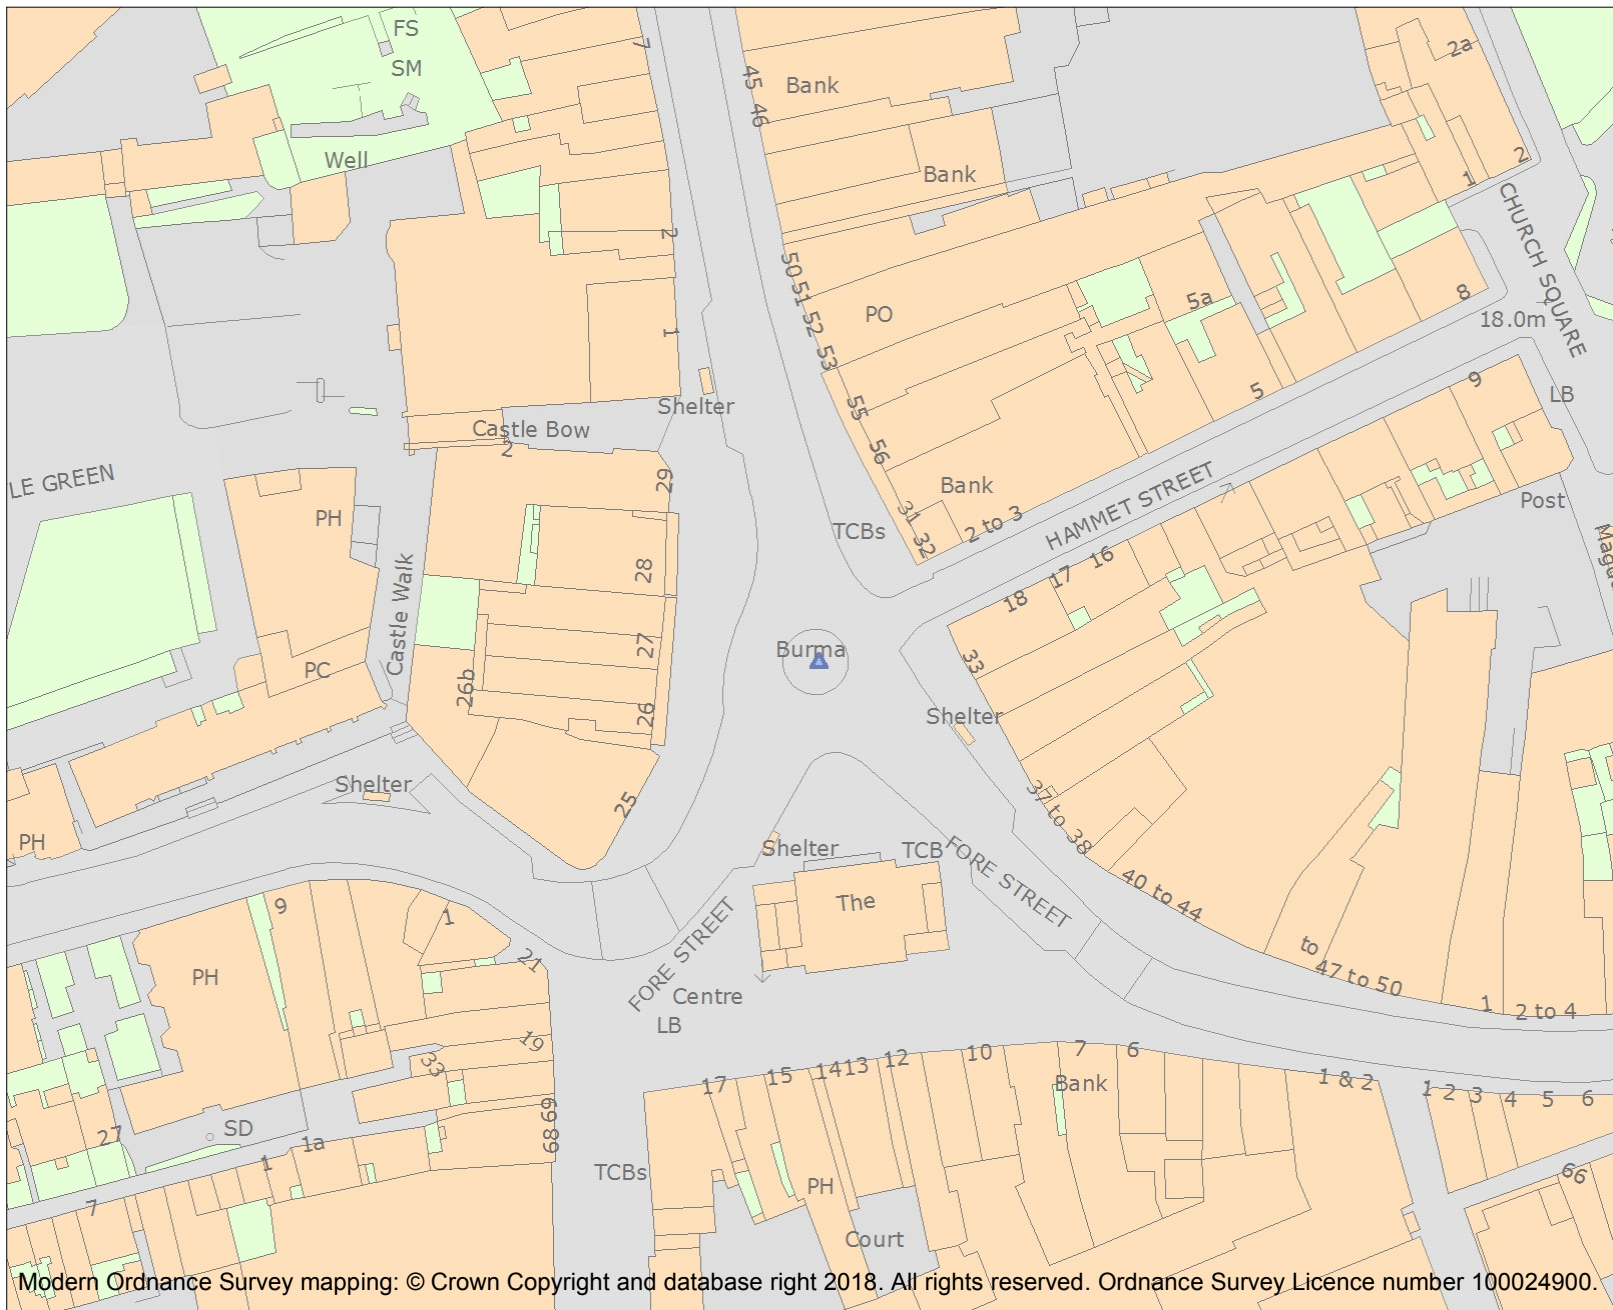 FS
7
SM
2a
45
Bank
46
Well
Bank
2
1
CHURCH SQUARE
2
50
51
5a
8
52
PO
18.0m
1
53
5
9
LB
Shelter
55
Castle Bow
2
56
LE GREEN
29
Bank
HAMMET STREET
Post
PH
31
32
2 to 3
TCBs
Castle Walk
28
16
17
18
27
Burma
33
PC
26b
26
Shelter
Shelter
25
37 to 38
PH
Shelter
TCB
FORE STREET
40 to 44
The
9
1
FORE STREET
to
47 to 50
21
PH
Centre
LB
1
2 to 4
19
33
12
10
7
6
17
15
14
13
Bank
1 & 2
1
2
3
4
5
6
69
68
SD
27
1a
1
TCBs
PH
66
7
Court
Modern Ordnance Survey mapping: © Crown Copyright and database right 2018. All rights reserved. Ordnance Survey Licence number 100024900.